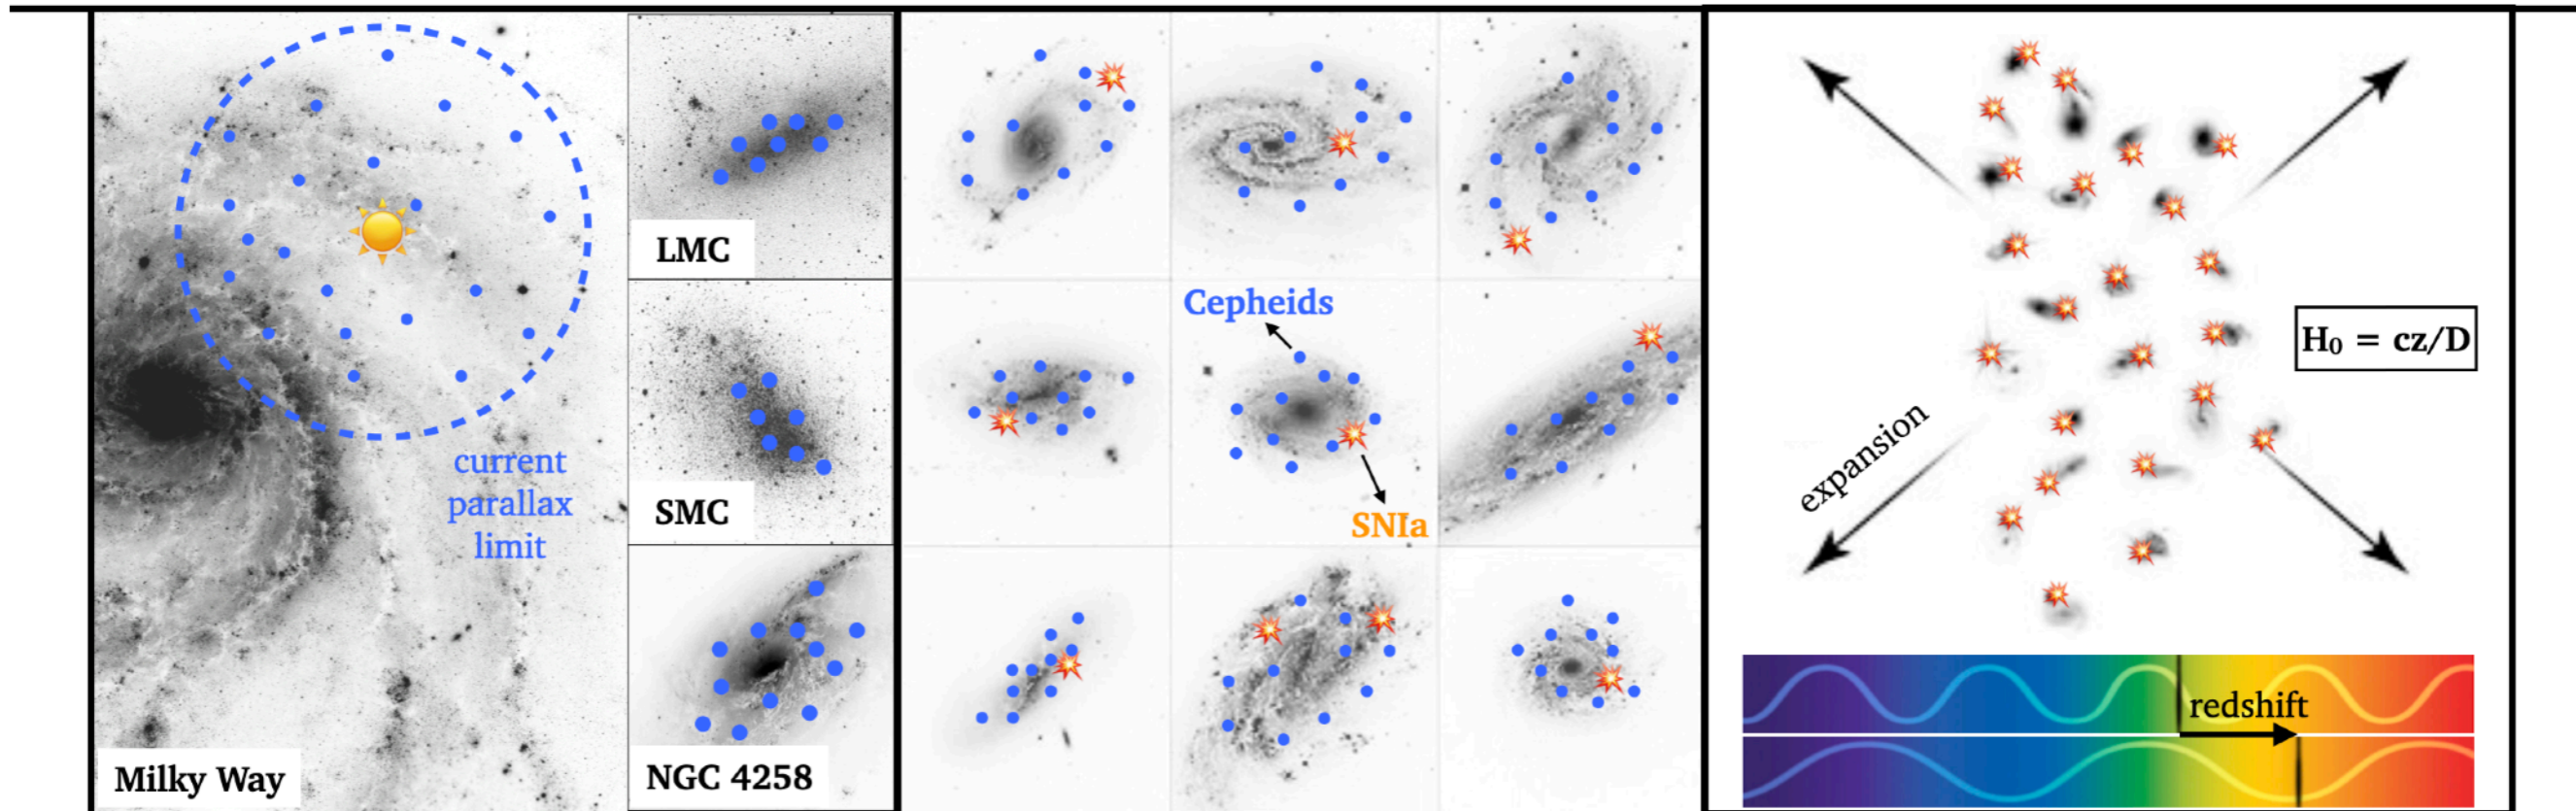 current
parallax
limit
Milky Way
LMC
SMC
NGC 4258
Cepheids
SNIa
H₀ = cz/D
expansion
redshift